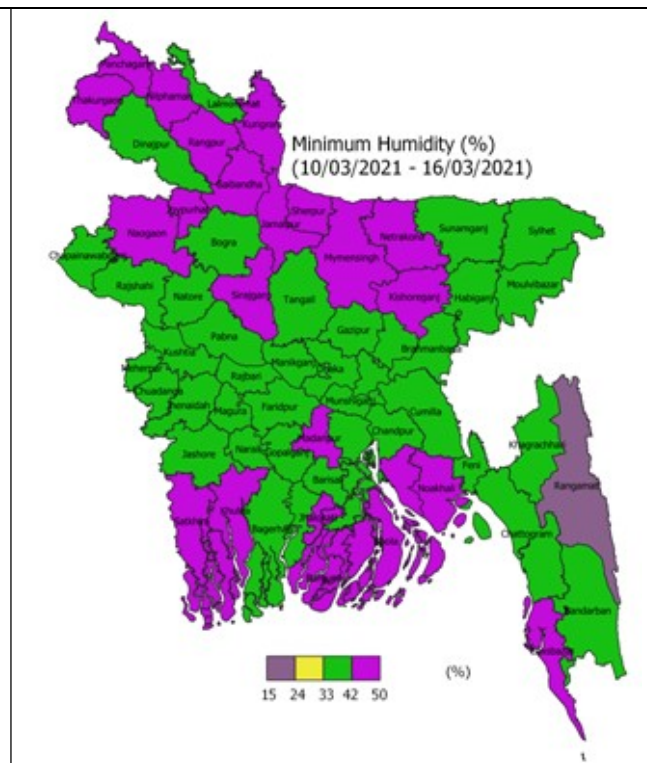 Panchagarh
Thakurgaon
Nilphamari
Lalmonirhat
Kurigram
Dinajpur
Rangpur
Minimum Humidity (%)
(10/03/2021 - 16/03/2021)
Gaibandha
Joypurhat
Sherpur
Naogaon
Jamalpur
Netrakona
Sunamganj
Sylhet
Bogra
Mymensingh
Rajshahi
Natore
Sirajganj
Tangail
Kishoreganj
Habiganj
Moulvibazar
Pabna
Gazipur
Kushtia
Rajbari
Manikganj
Dhaka
Meherpur
Chuadanga
Jhenaidah
Magura
Faridpur
Munshiganj
Cumilla
Madaripur
Chandpur
Khagrachhari
Jashore
Narail
Gopalganj
Feni
Rangamati
Barisal
Noakhali
Satkhira
Khulna
Bagerhat
Bhola
Chattogram
Bandarban
(%)
15 24 33 42 50